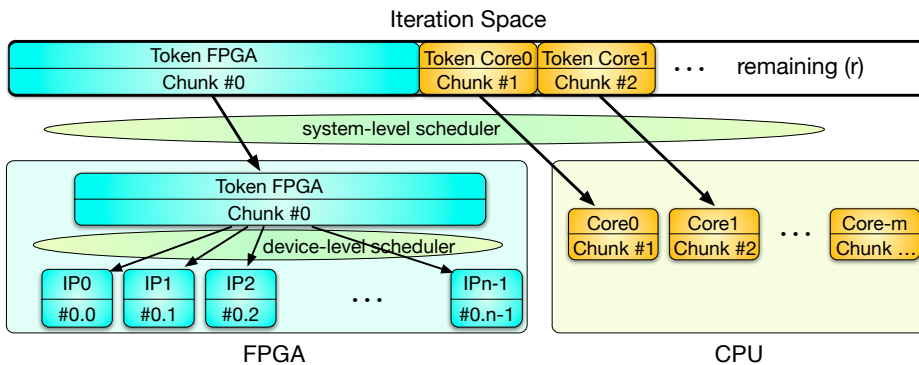 Iteration Space
Token FPGA
Chunk #0
Token Core0
Chunk #1
Token Core1
Chunk #2
... remaining (r)
system-level scheduler
Token FPGA
Chunk #0
device-level scheduler
IP0
#0.0
IP1
#0.1
IP2
#0.2
...
IPn-1
#0.n-1
FPGA
Core0
Chunk #1
Core1
Chunk #2
...
Core-m
Chunk ...
CPU